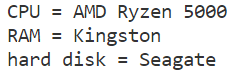 CPU = AMD Ryzen 5000
RAM = Kingston
hard disk = Seagate